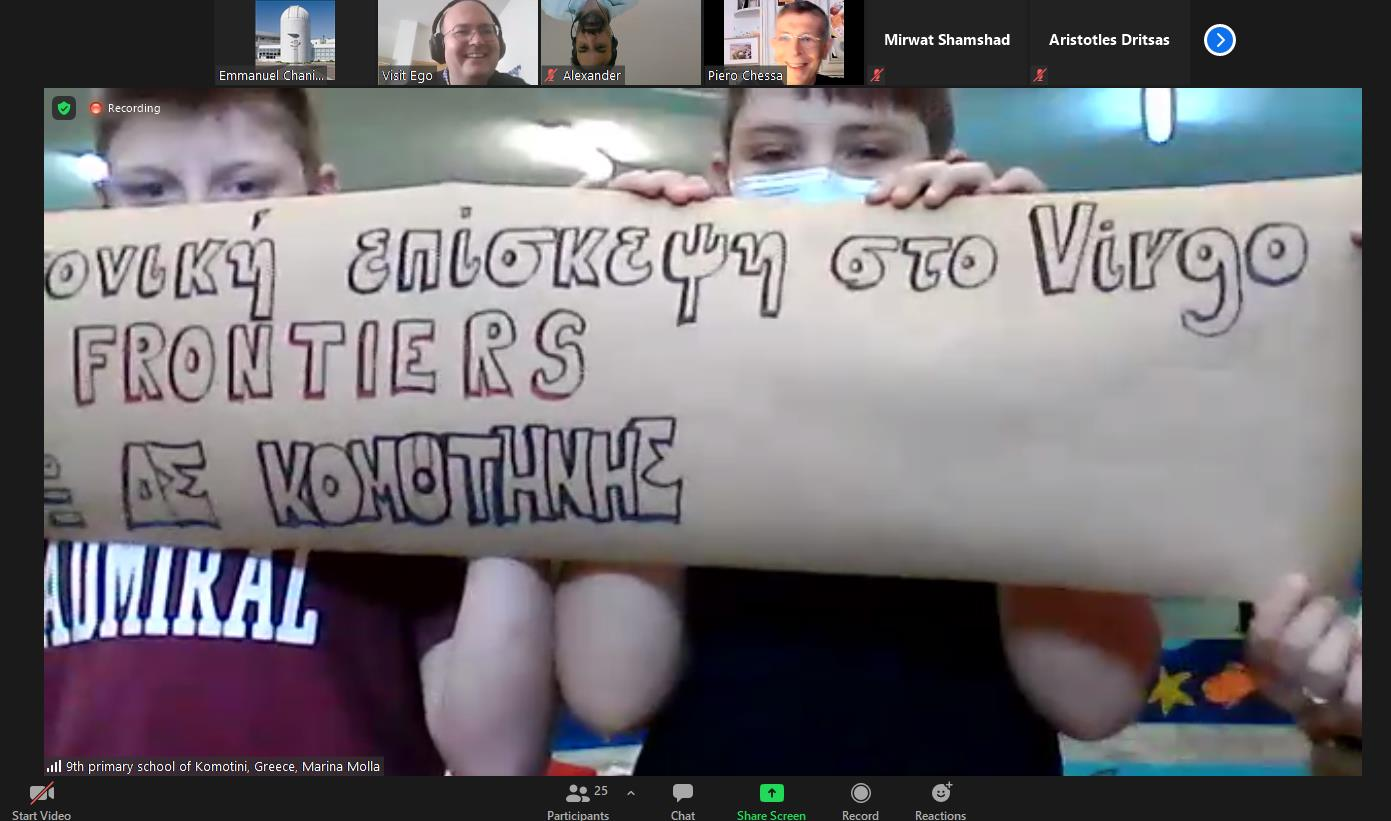 Emmanuel Chani...
Visit Ego
Alexander
Piero Chessa
Mirwat Shamshad
Aristotles Dritsas
Recording
ονική επίσκεψη στο Virgo
FRONTIERS
ΔΣ ΚΟΜΟΤΗΝΗΣ
ADMIRAL
9th primary school of Komotini, Greece, Marina Molla
Start Video
25
Participants
Chat
Share Screen
Record
Reactions